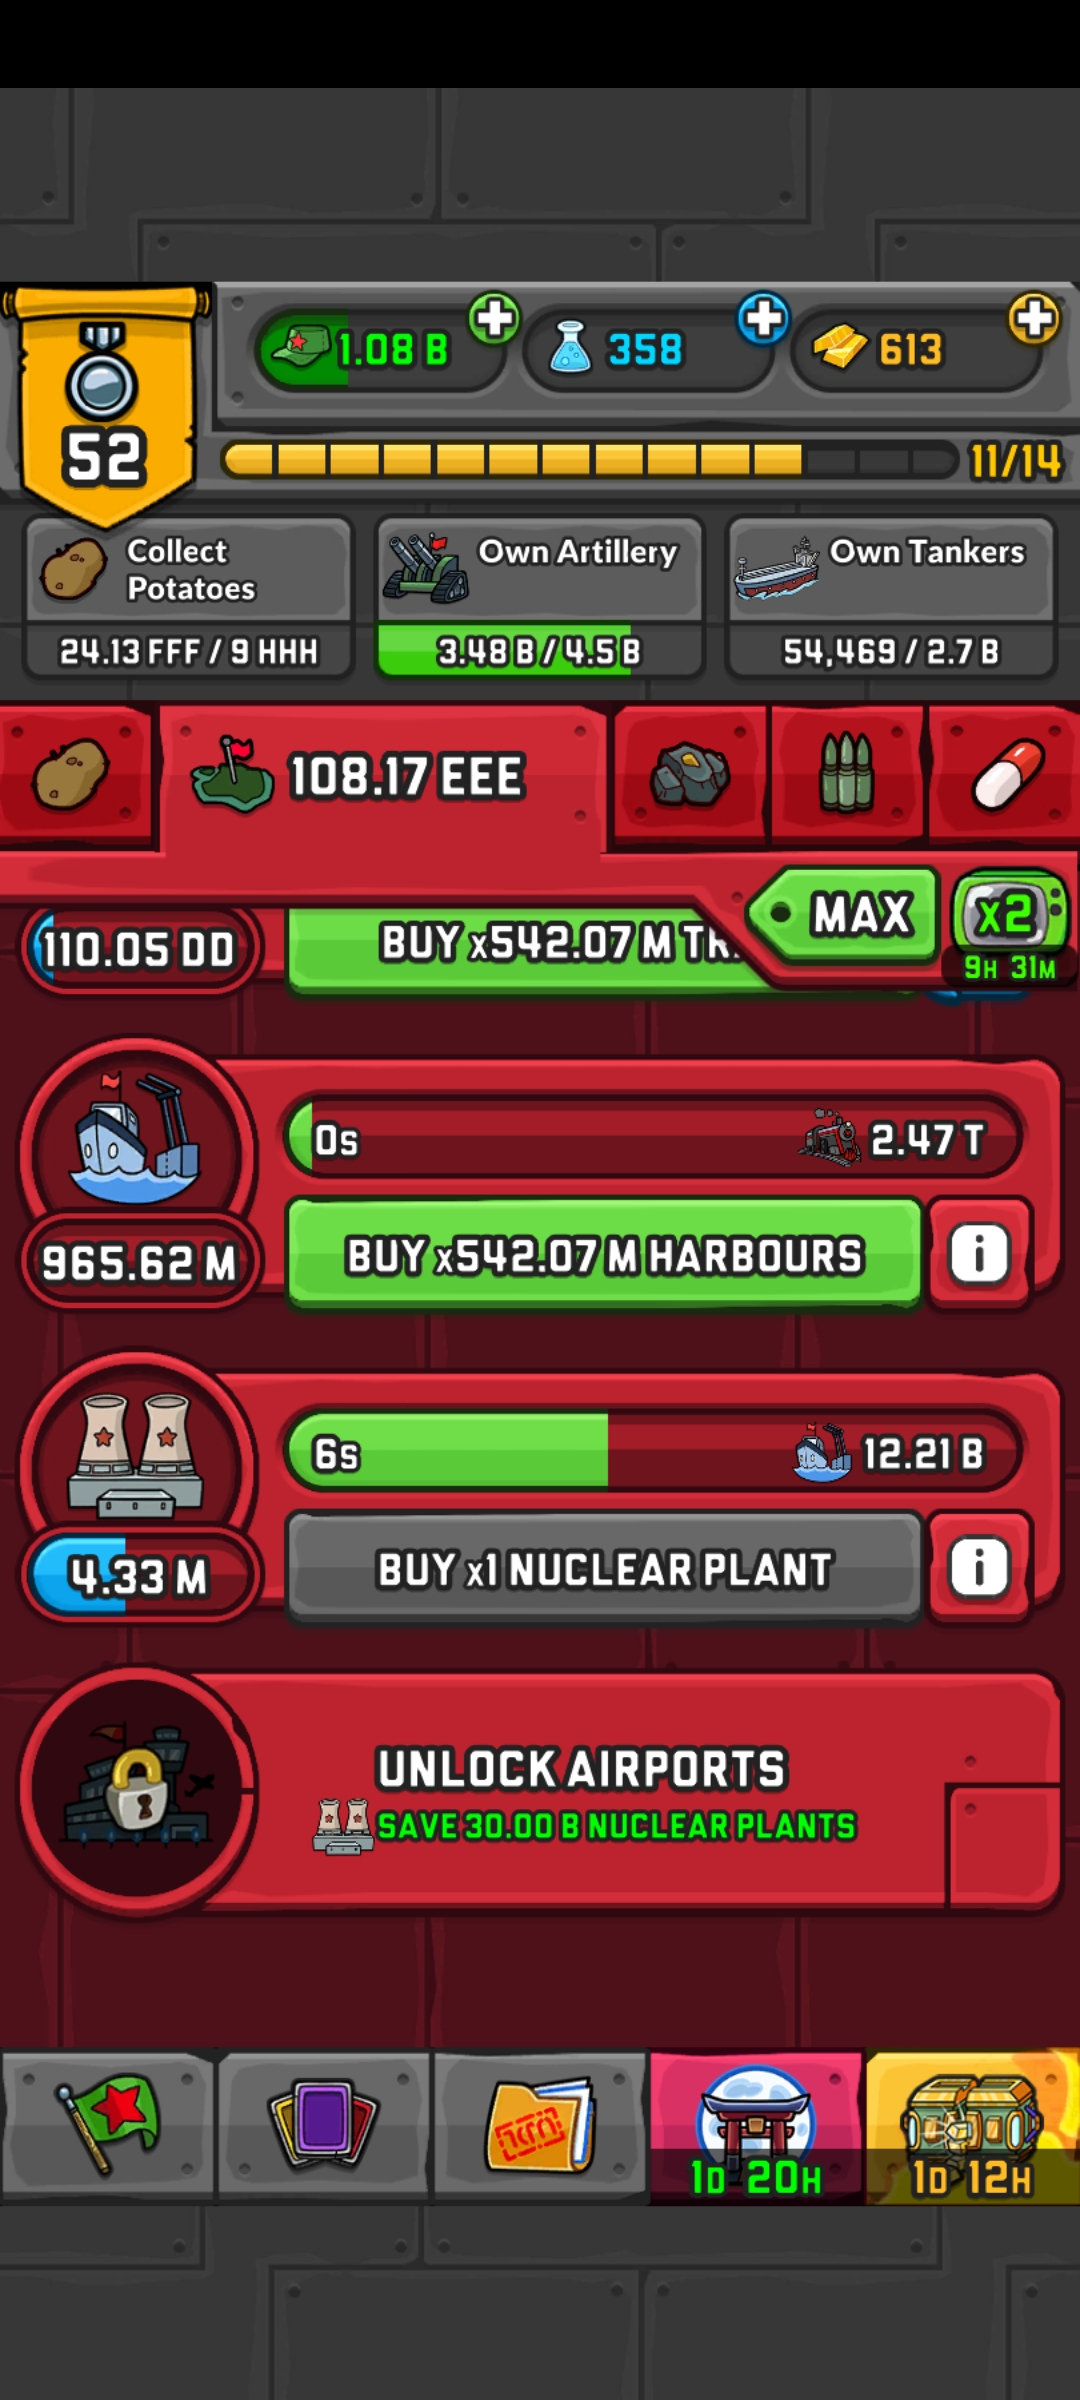 1.08 B
358
613
52
11/14
Collect
Potatoes
24.13 FFF / 9 HHH
Own Artillery
3.48 B / 4.5 B
Own Tankers
54,469 / 2.7 B
108.17 EEE
MAX
x2
9H 31M
110.05 DD
BUY x542.07 M TR
0s
2.47 T
965.62 M
BUY x542.07 M HARBOURS
i
6s
12.21 B
4.33 M
BUY x1 NUCLEAR PLANT
i
UNLOCK AIRPORTS
SAVE 30.00 B NUCLEAR PLANTS
1D 20H
1D 12H